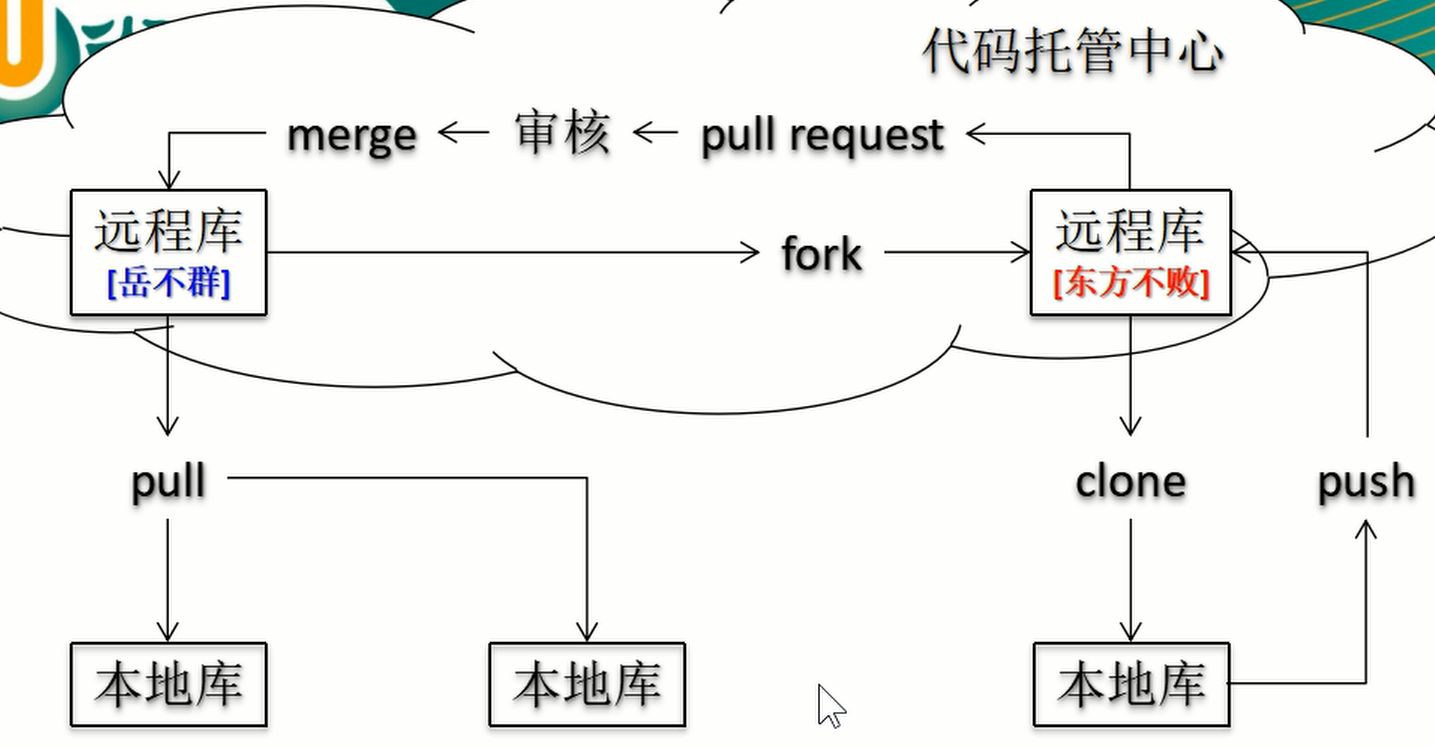 代码托管中心
merge
审核
pull request
远程库
[岳不群]
fork
远程库
[东方不败]
pull
clone
push
本地库
本地库
本地库